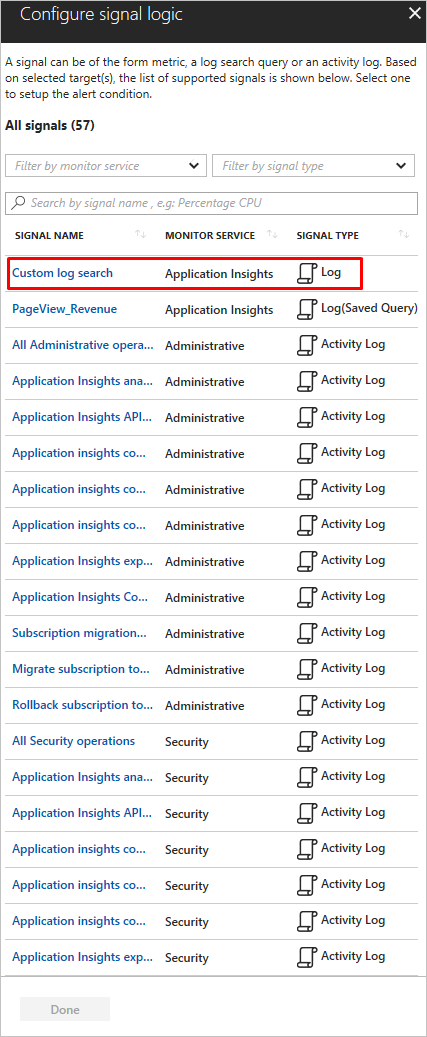 Configure signal logic
A signal can be of the form metric, a log search query or an activity log. Based
on selected target(s), the list of supported signals is shown below. Select one
to setup the alert condition.
All signals (57)
Filter by monitor service Filter by signal type
Search by signal name , e.g: Percentage CPU
SIGNAL NAME MONITOR SERVICE SIGNAL TYPE
Custom log search Application Insights Log
PageView_Revenue Application Insights Log(Saved Query)
All Administrative opera... Administrative Activity Log
Application Insights ana... Administrative Activity Log
Application Insights API... Administrative Activity Log
Application insights co... Administrative Activity Log
Application insights co... Administrative Activity Log
Application insights co... Administrative Activity Log
Application Insights exp... Administrative Activity Log
Application Insights Co... Administrative Activity Log
Subscription migration... Administrative Activity Log
Migrate subscription to... Administrative Activity Log
Rollback subscription to... Administrative Activity Log
All Security operations Security Activity Log
Application Insights ana... Security Activity Log
Application Insights API... Security Activity Log
Application insights co... Security Activity Log
Application insights co... Security Activity Log
Application insights co... Security Activity Log
Application Insights exp... Security Activity Log
Done